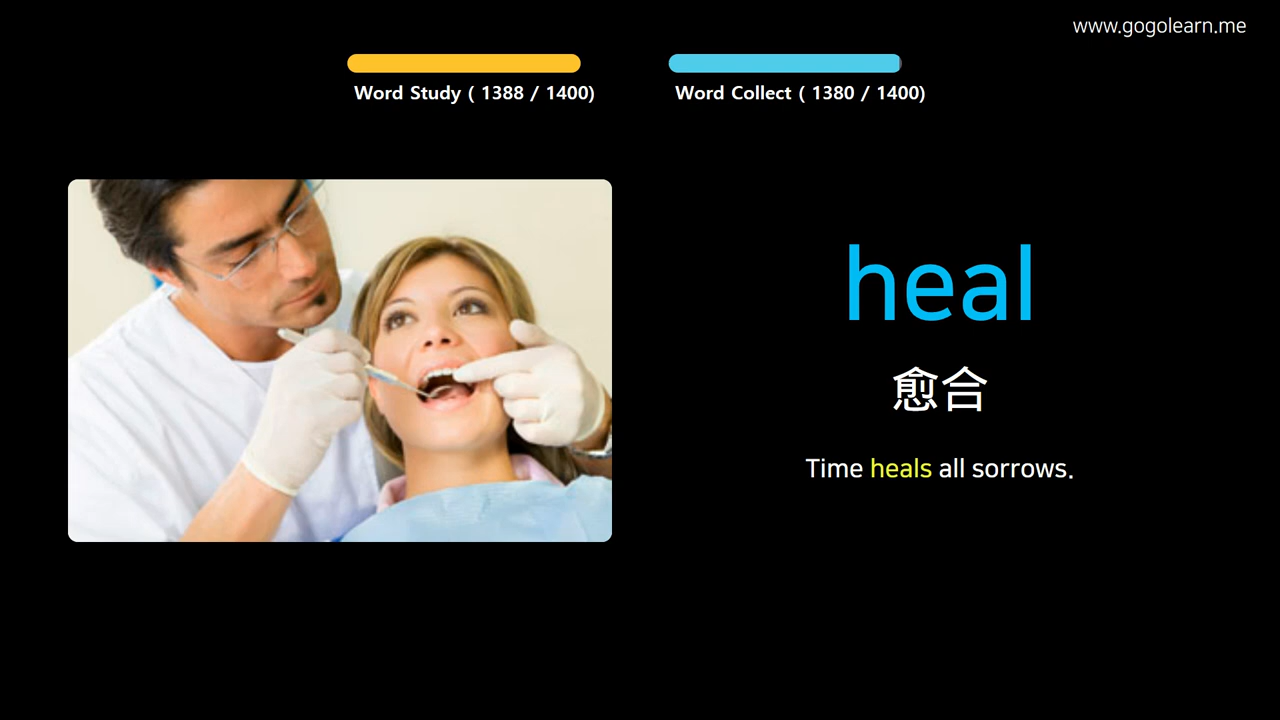 www.gogolearn.me
Word Study ( 1388 / 1400)
Word Collect ( 1380 / 1400)
heal
愈合
Time heals all sorrows.